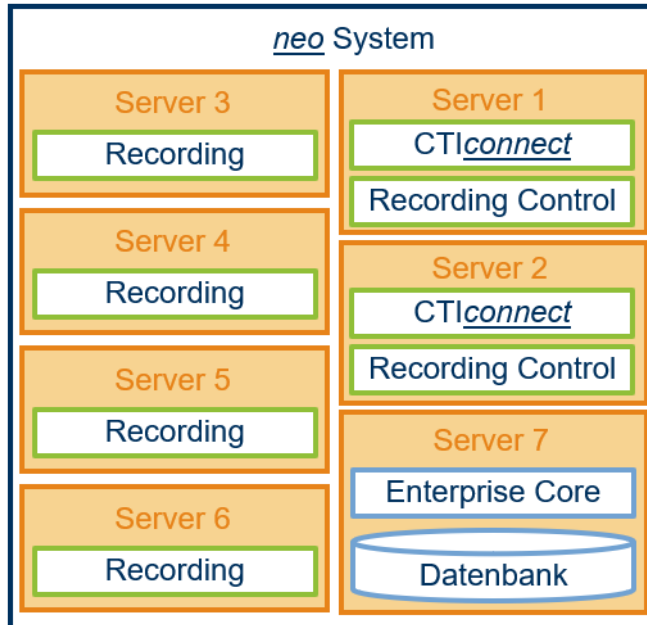 neo System
Server 3
Recording
Server 4
Recording
Server 5
Recording
Server 6
Recording
Server 1
CTIconnect
Recording Control
Server 2
CTIconnect
Recording Control
Server 7
Enterprise Core
Datenbank